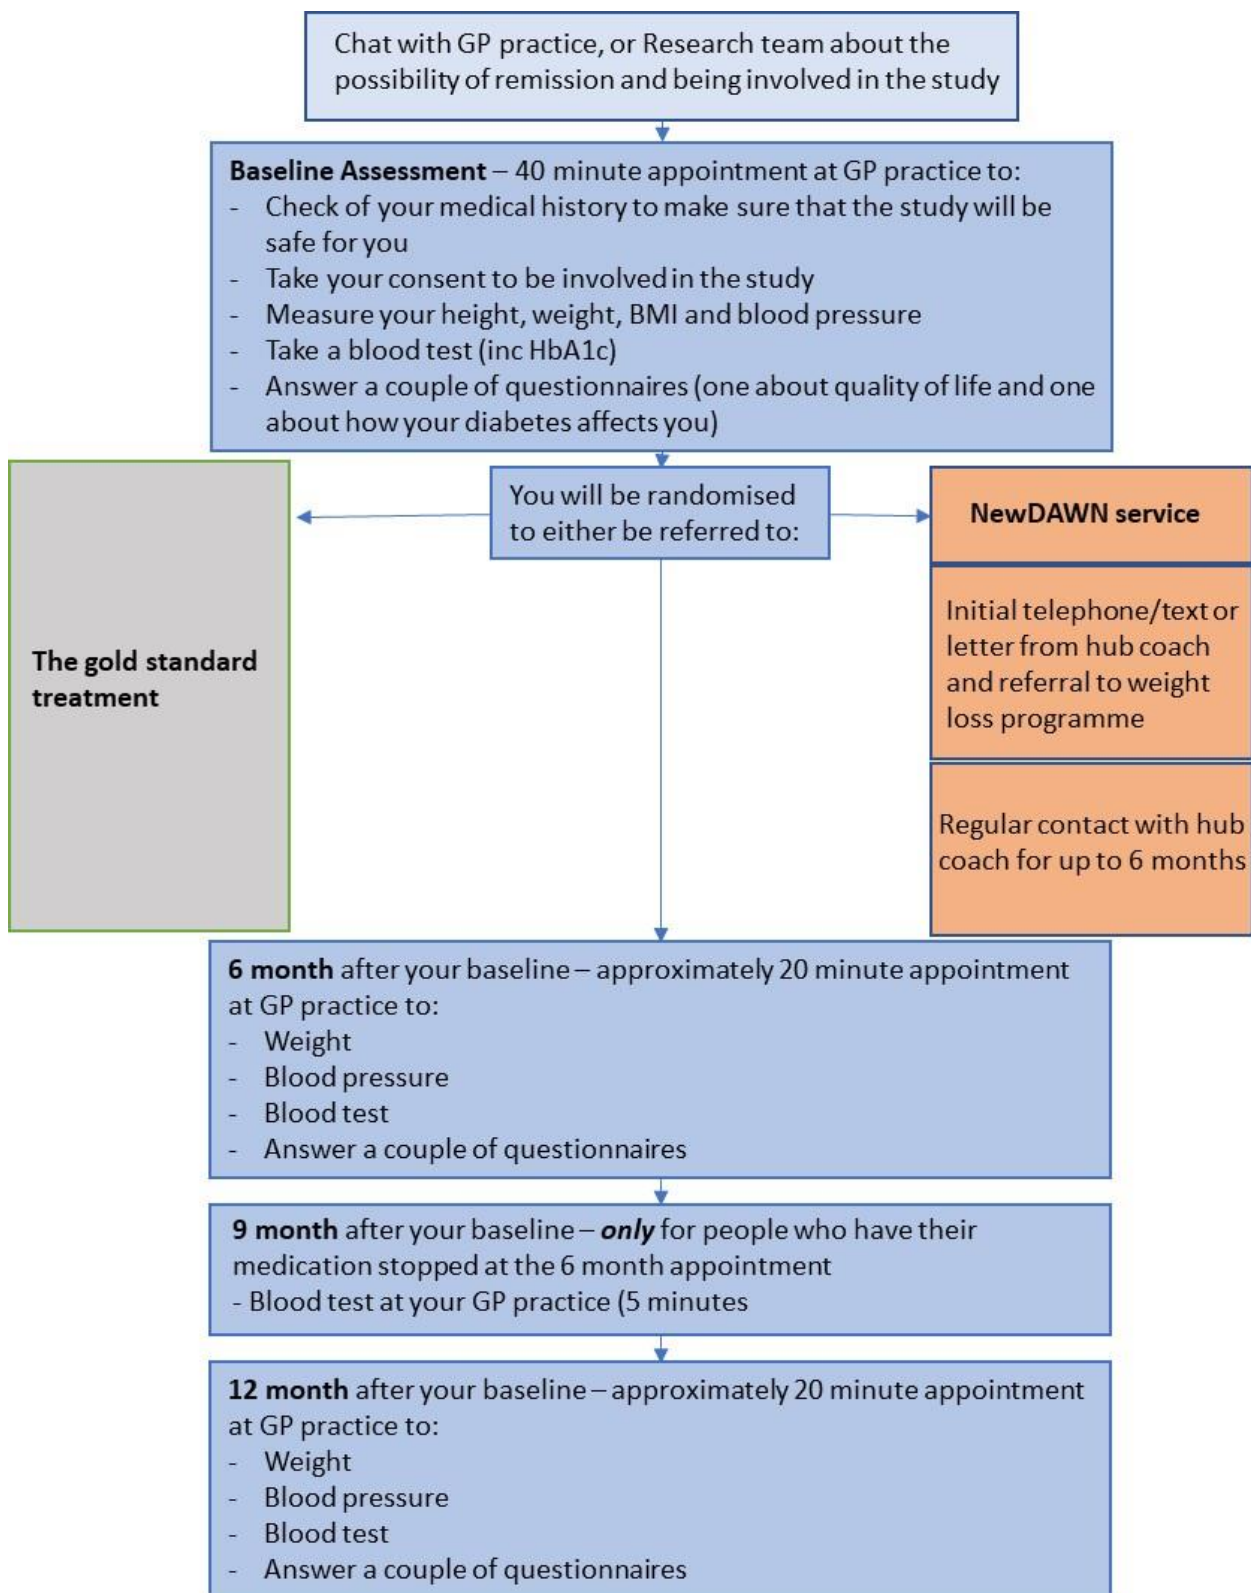 Chat with GP practice, or Research team about the
possibility of remission and being involved in the study
Baseline Assessment – 40 minute appointment at GP practice to:
- Check of your medical history to make sure that the study will be
safe for you
- Take your consent to be involved in the study
- Measure your height, weight, BMI and blood pressure
- Take a blood test (inc HbA1c)
- Answer a couple of questionnaires (one about quality of life and one
about how your diabetes affects you)
You will be randomised
to either be referred to:
The gold standard
treatment
NewDAWN service
Initial telephone/text or
letter from hub coach
and referral to weight
loss programme
Regular contact with hub
coach for up to 6 months
6 month after your baseline – approximately 20 minute appointment
at GP practice to:
- Weight
- Blood pressure
- Blood test
- Answer a couple of questionnaires
9 month after your baseline – only for people who have their
medication stopped at the 6 month appointment
- Blood test at your GP practice (5 minutes
12 month after your baseline – approximately 20 minute appointment
at GP practice to:
- Weight
- Blood pressure
- Blood test
- Answer a couple of questionnaires